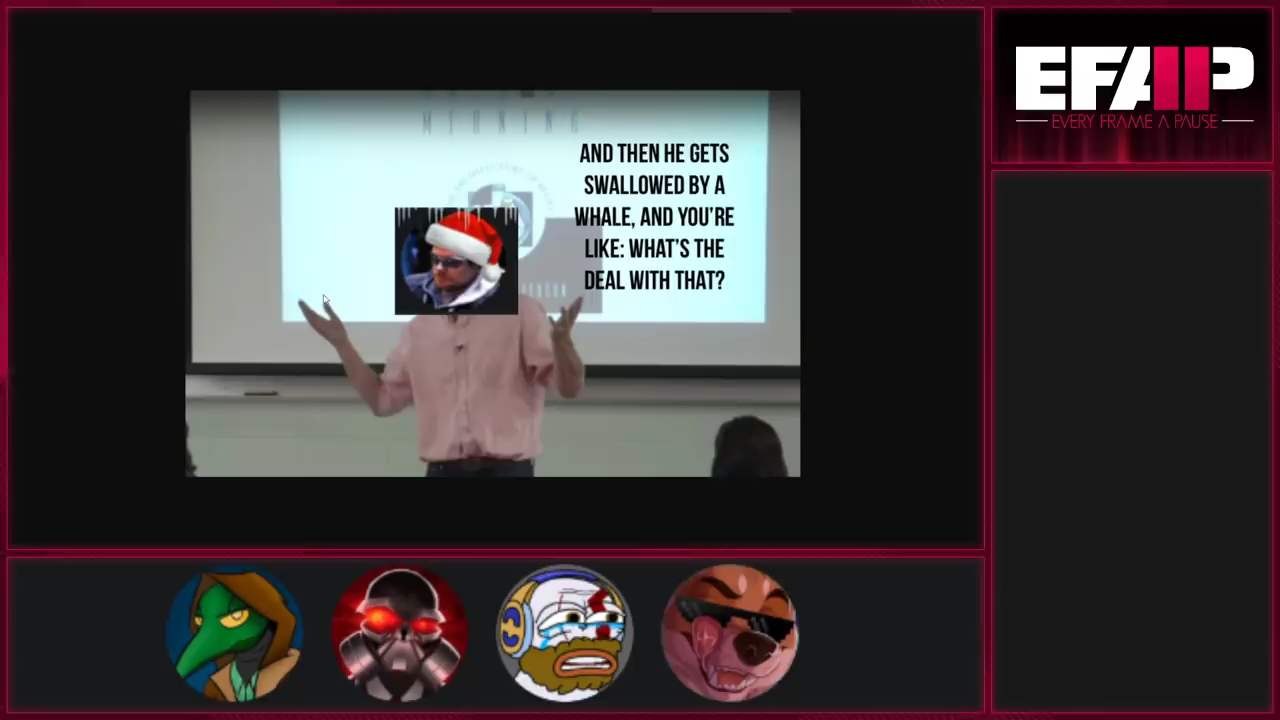 EFAP
EVERY FRAME A PAUSE
AND THEN HE GETS
SWALLOWED BY A
WHALE, AND YOU'RE
LIKE: WHAT'S THE
DEAL WITH THAT?